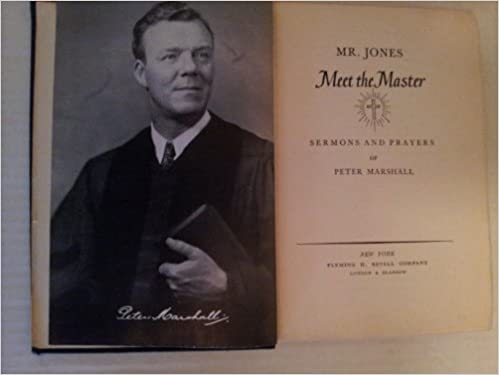 Peter Marshall.
MR. JONES
Meet the Master
SERMONS AND PRAYERS
OF
PETER MARSHALL
NEW YORK
FLEMING H. REVELL COMPANY
LONDON & GLASGOW